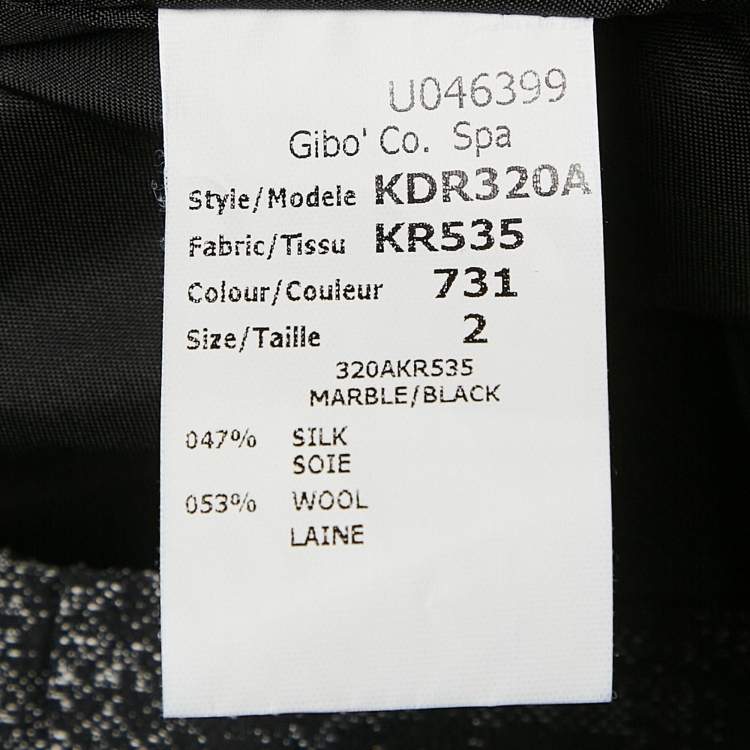 U046399
Gibo' Co. Spa
Style/Modele KDR320A
Fabric/Tissu KR535
Colour/Couleur 731
Size/Taille 2
320AKR535
MARBLE/BLACK
047% SILK
SOIE
053% WOOL
LAINE